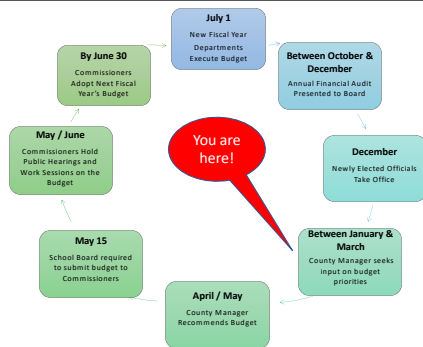 July 1
New Fiscal Year
Departments
Execute Budget
Between October &
December
Annual Financial Audit
Presented to Board
December
Newly Elected Officials
Take Office
Between January &
March
County Manager seeks
input on budget
priorities
April / May
County Manager
Recommends Budget
May 15
School Board required
to submit budget to
Commissioners
May / June
Commissioners Hold
Public Hearings and
Work Sessions on the
Budget
By June 30
Commissioners
Adopt Next Fiscal
Year's Budget
You are
here!